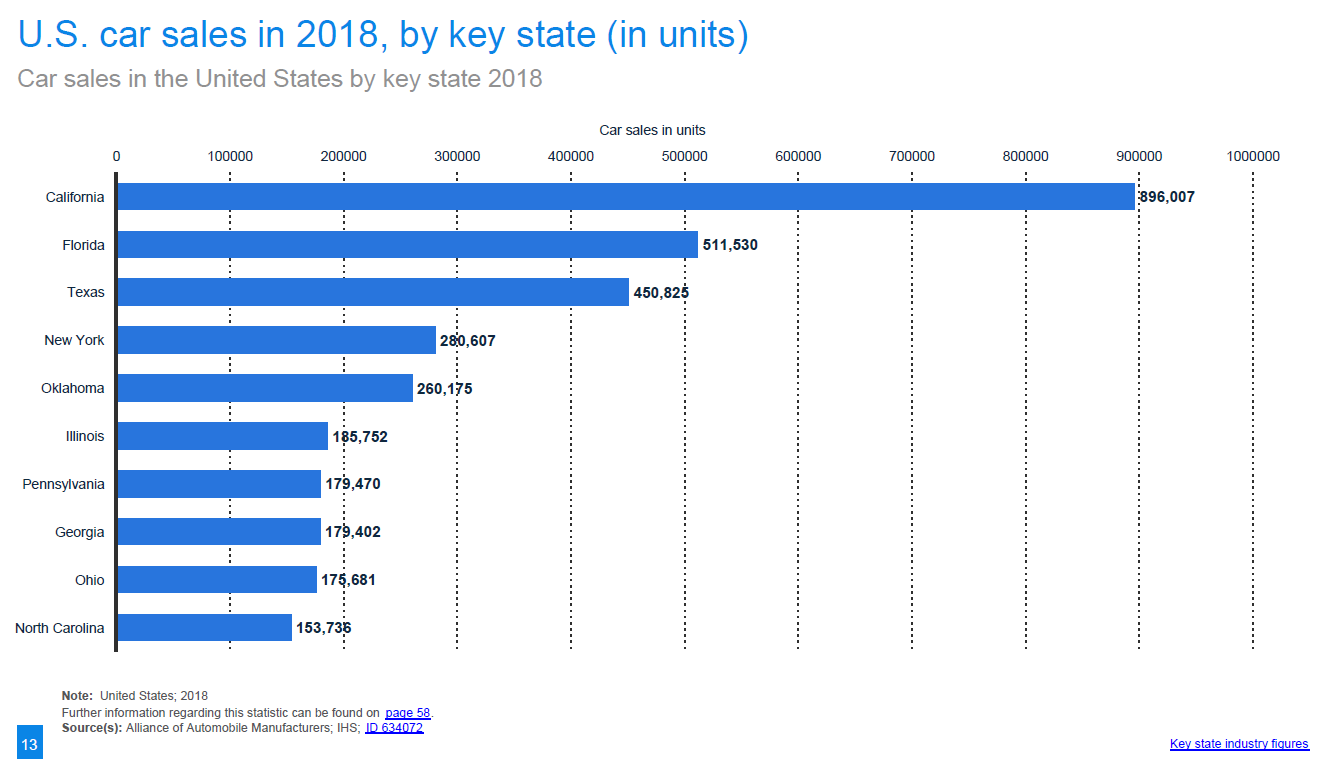 U.S. car sales in 2018, by key state (in units)
Car sales in the United States by key state 2018
Car sales in units
0 100000 200000 300000 400000 500000 600000 700000 800000 900000 1000000
California 896,007
Florida 511,530
Texas 450,825
New York 280,607
Oklahoma 260,175
Illinois 185,752
Pennsylvania 179,470
Georgia 179,402
Ohio 175,681
North Carolina 153,736
Note: United States; 2018
Further information regarding this statistic can be found on page 58.
Source(s): Alliance of Automobile Manufacturers; IHS; ID 634072
13
Key state industry figures